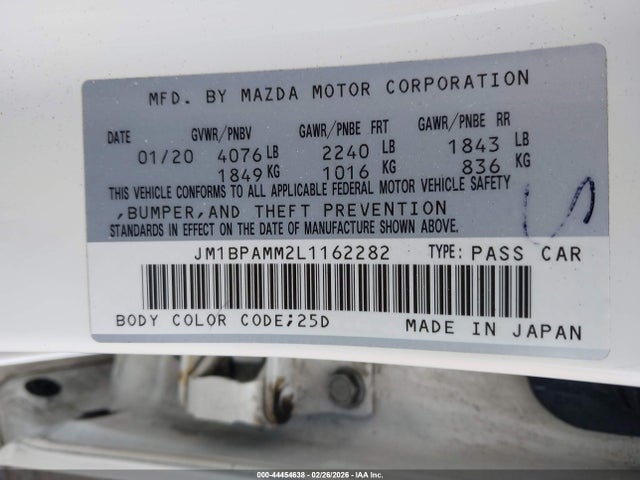 MFD. BY MAZDA MOTOR CORPORATION
DATE GVWR/PNBV GAWR/PNBE FRT GAWR/PNBE RR
01/20 4076 LB 2240 LB 1843 LB
1849 KG 1016 KG 836 KG
THIS VEHICLE CONFORMS TO ALL APPLICABLE FEDERAL MOTOR VEHICLE SAFETY
,BUMPER,AND THEFT PREVENTION
STANDARDS IN EFFECT ON THE DATE OF MANUFACTURE SHOWN ABOVE.
JM1BPAMM2L1162282 TYPE: PASS CAR
BODY COLOR CODE;25D MADE IN JAPAN
000-44454638 - 02/26/2026 - IAA Inc.